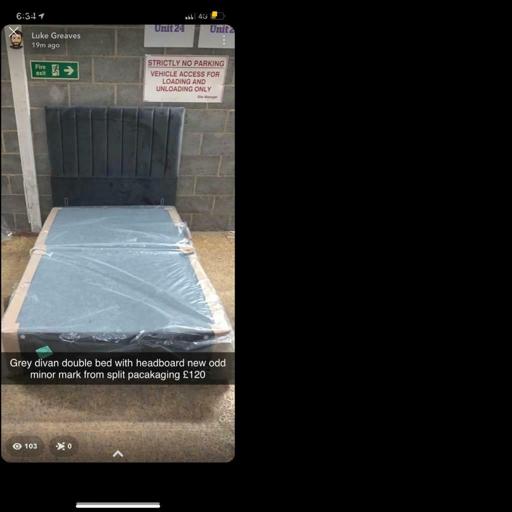 6:34
4G
Luke Greaves
19m ago
Unit 24
Unit 2
Fire
exit
STRICTLY NO PARKING
VEHICLE ACCESS FOR
LOADING AND
UNLOADING ONLY
Site Manager
Grey divan double bed with headboard new odd
minor mark from split pacakaging £120
103
0